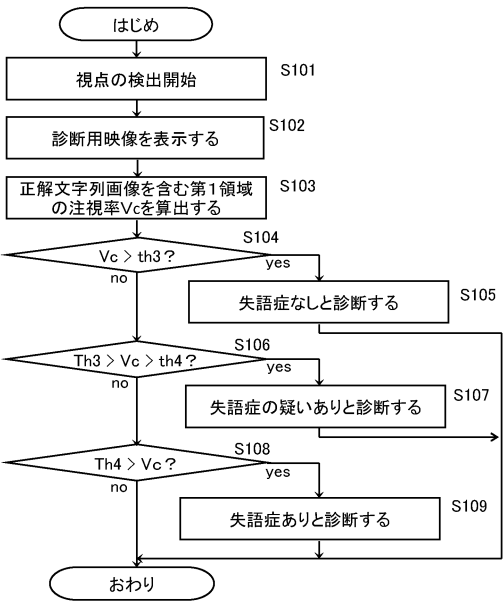 はじめ
視点の検出開始
S101
診断用映像を表示する
S102
正解文字列画像を含む第１領域
の注視率Vcを算出する
S103
Vc > th3？
S104
yes
no
失語症なしと診断する
S105
Th3 > Vc > th4？
S106
yes
no
失語症の疑いありと診断する
S107
Th4 > Vc？
S108
yes
no
失語症ありと診断する
S109
おわり